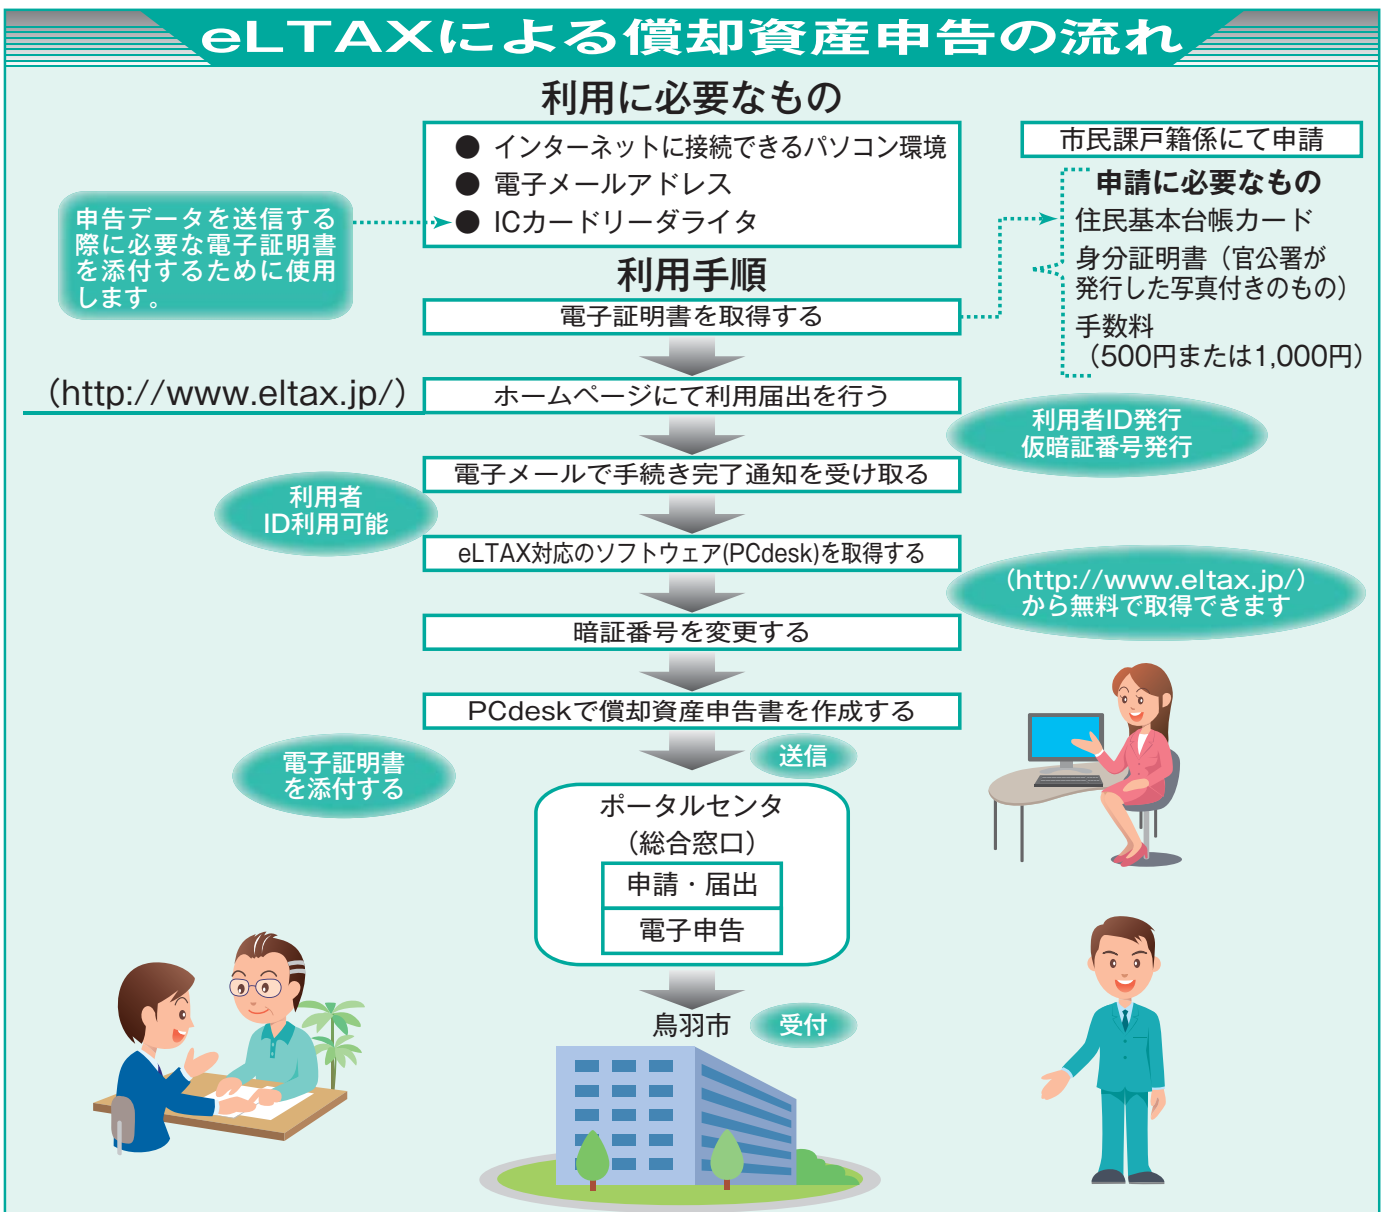 eLTAXによる償却資産申告の流れ
利用に必要なもの
● インターネットに接続できるパソコン環境
● 電子メールアドレス
● ICカードリーダライタ
申告データを送信する
際に必要な電子証明書
を添付するために使用
します。
市民課戸籍係にて申請
申請に必要なもの
住民基本台帳カード
身分証明書（官公署が
発行した写真付きのもの）
手数料
（500円または1,000円）
利用手順
電子証明書を取得する
（http://www.eltax.jp/）
ホームページにて利用届出を行う
利用者ID発行
仮暗証番号発行
電子メールで手続き完了通知を受け取る
利用者
ID利用可能
eLTAX対応のソフトウェア(PCdesk)を取得する
（http://www.eltax.jp/）
から無料で取得できます
暗証番号を変更する
PCdeskで償却資産申告書を作成する
電子証明書
を添付する
送信
ポータルセンタ
（総合窓口）
申請・届出
電子申告
鳥羽市
受付